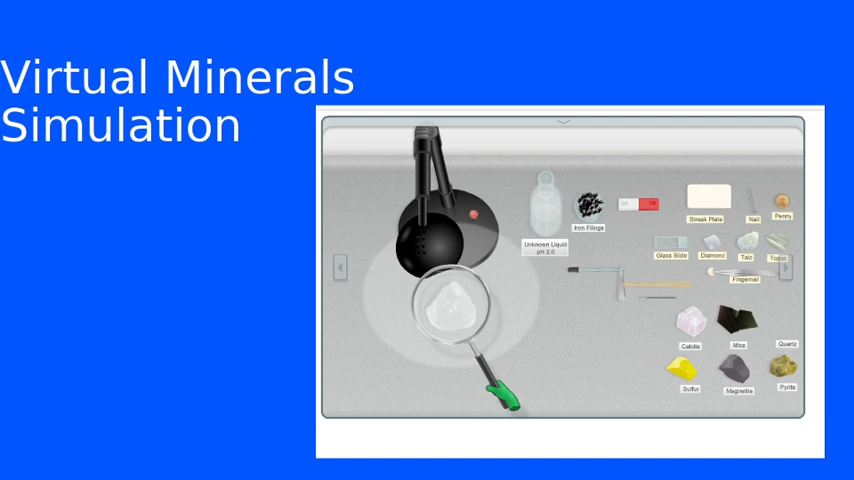 Virtual Minerals
Simulation
Unknown Liquid
pH 2.0
Iron Filings
Streak Plate
Nail
Penny
Glass Slide
Diamond
Talc
Topaz
Fingernail
Calcite
Mica
Quartz
Sulfur
Magnetite
Pyrite